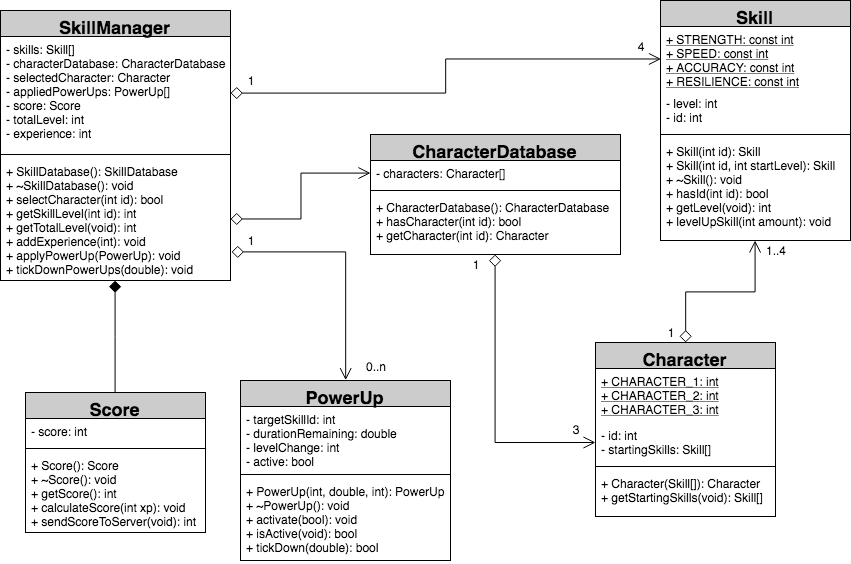 SkillManager
- skills: Skill[]
- characterDatabase: CharacterDatabase
- selectedCharacter: Character
- appliedPowerUps: PowerUp[]
- score: Score
- totalLevel: int
- experience: int
+ SkillDatabase(): SkillDatabase
+ ~SkillDatabase(): void
+ selectCharacter(int id): bool
+ getSkillLevel(int id): int
+ getTotalLevel(void): int
+ addExperience(int): void
+ applyPowerUp(PowerUp): void
+ tickDownPowerUps(double): void
1
4
1
Skill
+ STRENGTH: const int
+ SPEED: const int
+ ACCURACY: const int
+ RESILIENCE: const int
- level: int
- id: int
+ Skill(int id): Skill
+ Skill(int id, int startLevel): Skill
+ ~Skill(): void
+ hasId(int id): bool
+ getLevel(void): int
+ levelUpSkill(int amount): void
CharacterDatabase
- characters: Character[]
+ CharacterDatabase(): CharacterDatabase
+ hasCharacter(int id): bool
+ getCharacter(int id): Character
1
3
1..4
1
0..n
Score
- score: int
+ Score(): Score
+ ~Score(): void
+ getScore(): int
+ calculateScore(int xp): void
+ sendScoreToServer(void): int
PowerUp
- targetSkillId: int
- durationRemaining: double
- levelChange: int
- active: bool
+ PowerUp(int, double, int): PowerUp
+ ~PowerUp(): void
+ activate(bool): void
+ isActive(void): bool
+ tickDown(double): bool
Character
+ CHARACTER_1: int
+ CHARACTER_2: int
+ CHARACTER_3: int
- id: int
- startingSkills: Skill[]
+ Character(Skill[]): Character
+ getStartingSkills(void): Skill[]